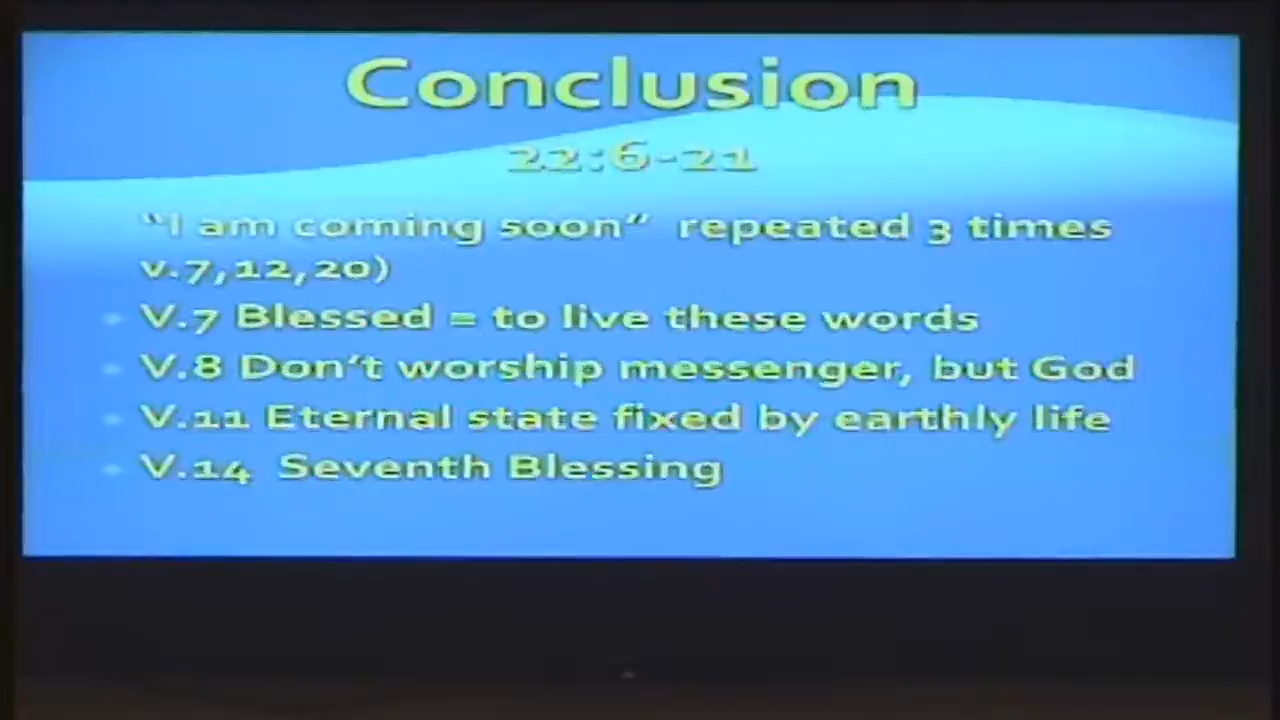 Conclusion
22:6-21
“I am coming soon” repeated 3 times
v.7,12,20)
V.7 Blessed = to live these words
V.8 Don’t worship messenger, but God
V.11 Eternal state fixed by earthly life
V.14 Seventh Blessing